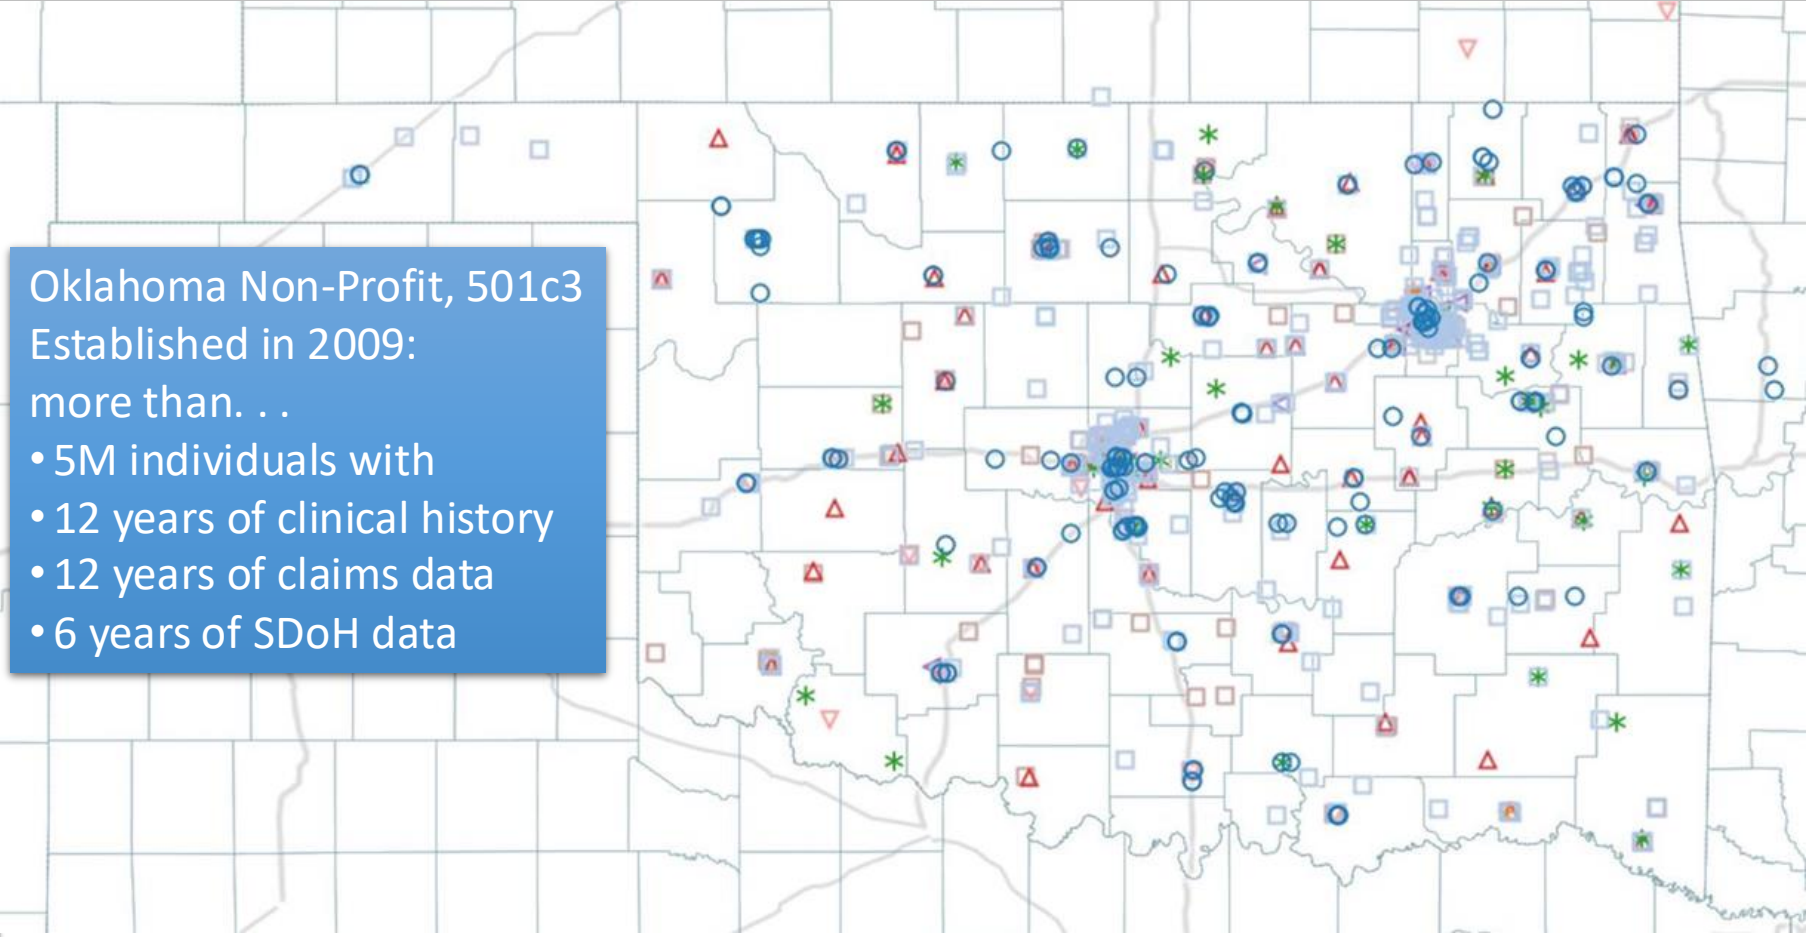 Oklahoma Non-Profit, 501c3
Established in 2009:
more than. . .
• 5M individuals with
• 12 years of clinical history
• 12 years of claims data
• 6 years of SDoH data